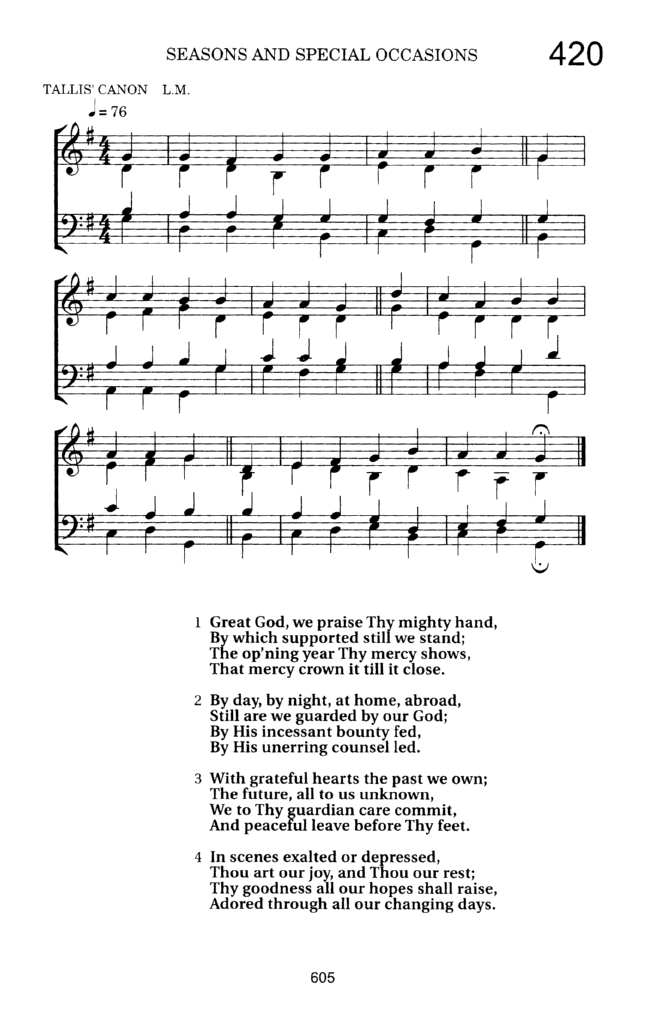 SEASONS AND SPECIAL OCCASIONS 420
TALLIS' CANON L.M.
♩= 76
4
4
4
4
1 Great God, we praise Thy mighty hand,
By which supported still we stand;
The op'ning year Thy mercy shows,
That mercy crown it till it close.
2 By day, by night, at home, abroad,
Still are we guarded by our God;
By His incessant bounty fed,
By His unerring counsel led.
3 With grateful hearts the past we own;
The future, all to us unknown,
We to Thy guardian care commit,
And peaceful leave before Thy feet.
4 In scenes exalted or depressed,
Thou art our joy, and Thou our rest;
Thy goodness all our hopes shall raise,
Adored through all our changing days.
605